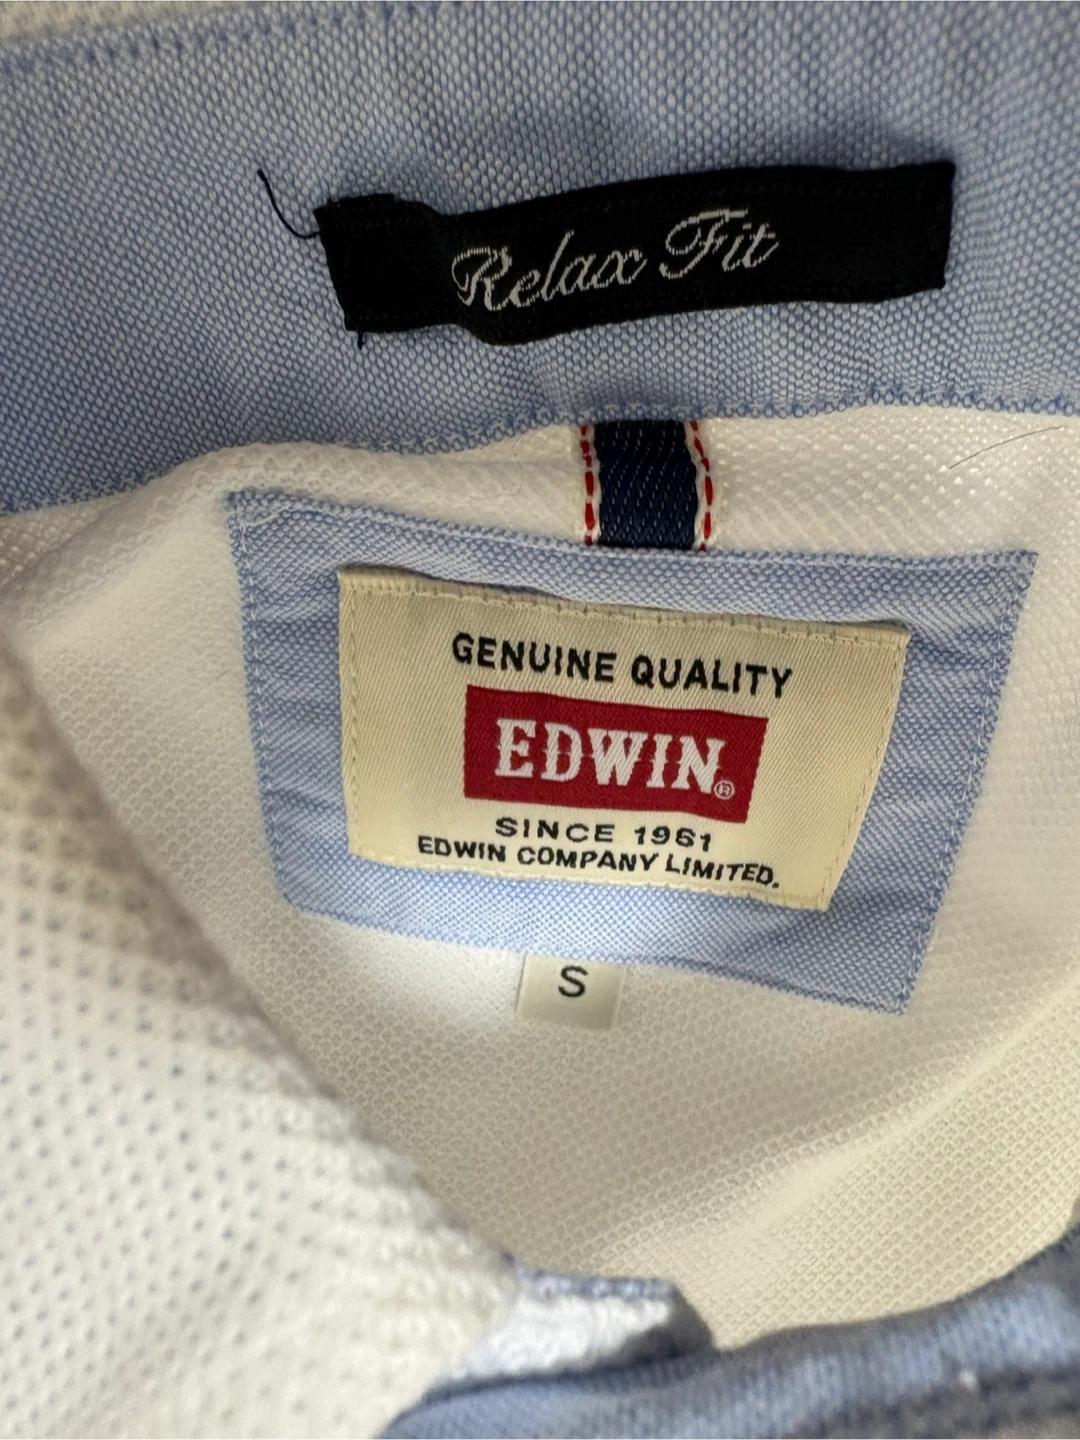 Relax Fit
GENUINE QUALITY
EDWIN®
SINCE 1961
EDWIN COMPANY LIMITED.
S